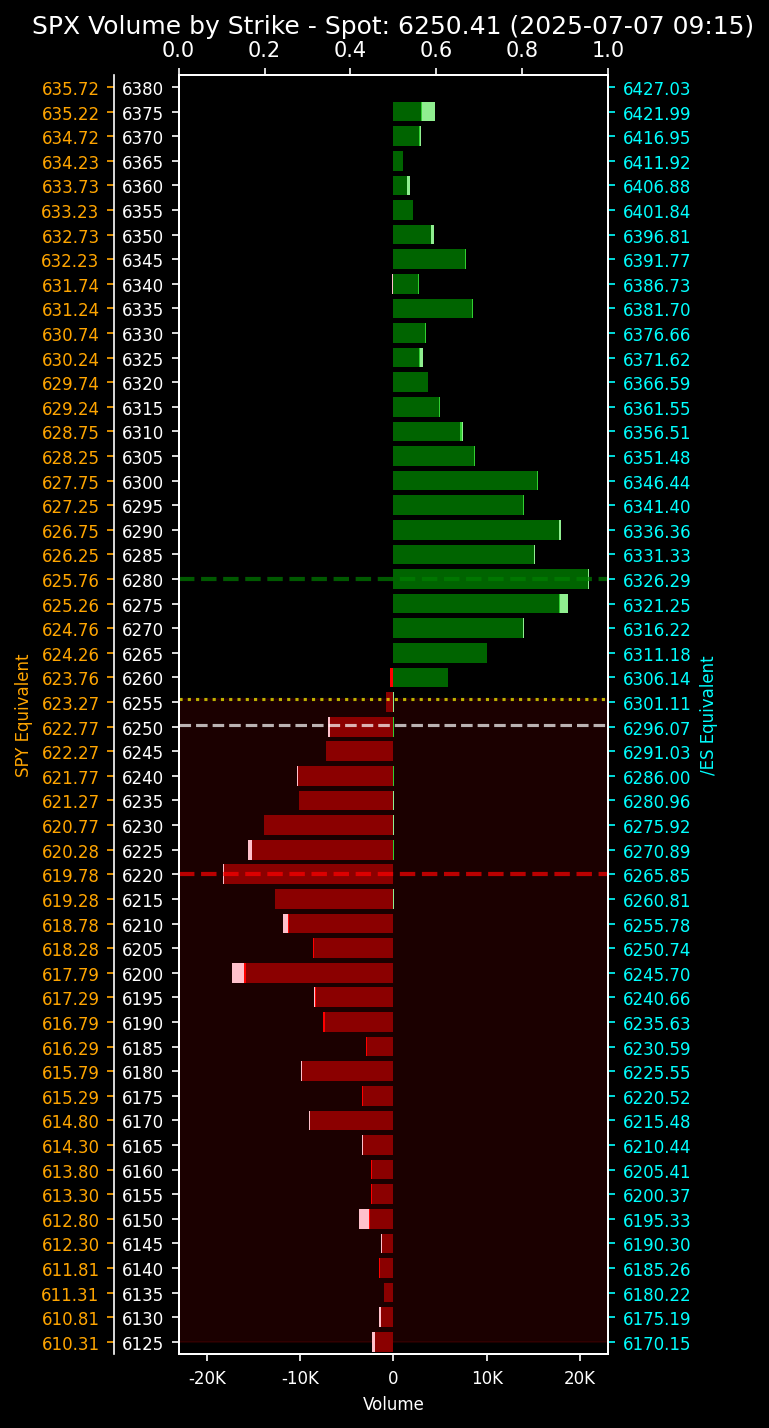 SPX Volume by Strike - Spot: 6250.41 (2025-07-07 09:15)
0.0 0.2 0.4 0.6 0.8 1.0
635.72 6380 6427.03
635.22 6375 6421.99
634.72 6370 6416.95
634.23 6365 6411.92
633.73 6360 6406.88
633.23 6355 6401.84
632.73 6350 6396.81
632.23 6345 6391.77
631.74 6340 6386.73
631.24 6335 6381.70
630.74 6330 6376.66
630.24 6325 6371.62
629.74 6320 6366.59
629.24 6315 6361.55
628.75 6310 6356.51
628.25 6305 6351.48
627.75 6300 6346.44
627.25 6295 6341.40
626.75 6290 6336.36
626.25 6285 6331.33
625.76 6280 6326.29
625.26 6275 6321.25
624.76 6270 6316.22
624.26 6265 6311.18
623.76 6260 6306.14
623.27 6255 6301.11
622.77 6250 6296.07
622.27 6245 6291.03
621.77 6240 6286.00
621.27 6235 6280.96
620.77 6230 6275.92
620.28 6225 6270.89
619.78 6220 6265.85
619.28 6215 6260.81
618.78 6210 6255.78
618.28 6205 6250.74
617.79 6200 6245.70
617.29 6195 6240.66
616.79 6190 6235.63
616.29 6185 6230.59
615.79 6180 6225.55
615.29 6175 6220.52
614.80 6170 6215.48
614.30 6165 6210.44
613.80 6160 6205.41
613.30 6155 6200.37
612.80 6150 6195.33
612.30 6145 6190.30
611.81 6140 6185.26
611.31 6135 6180.22
610.81 6130 6175.19
610.31 6125 6170.15
SPY Equivalent
/ES Equivalent
-20K -10K 0 10K 20K
Volume